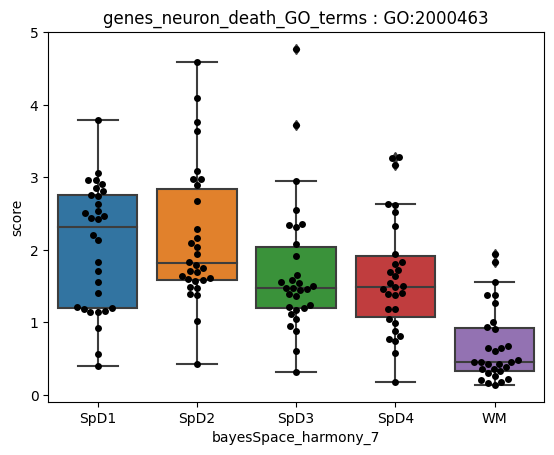 genes_neuron_death_GO_terms : GO:2000463
5
4
3
2
1
0
score
SpD1 SpD2 SpD3 SpD4 WM
bayesSpace_harmony_7